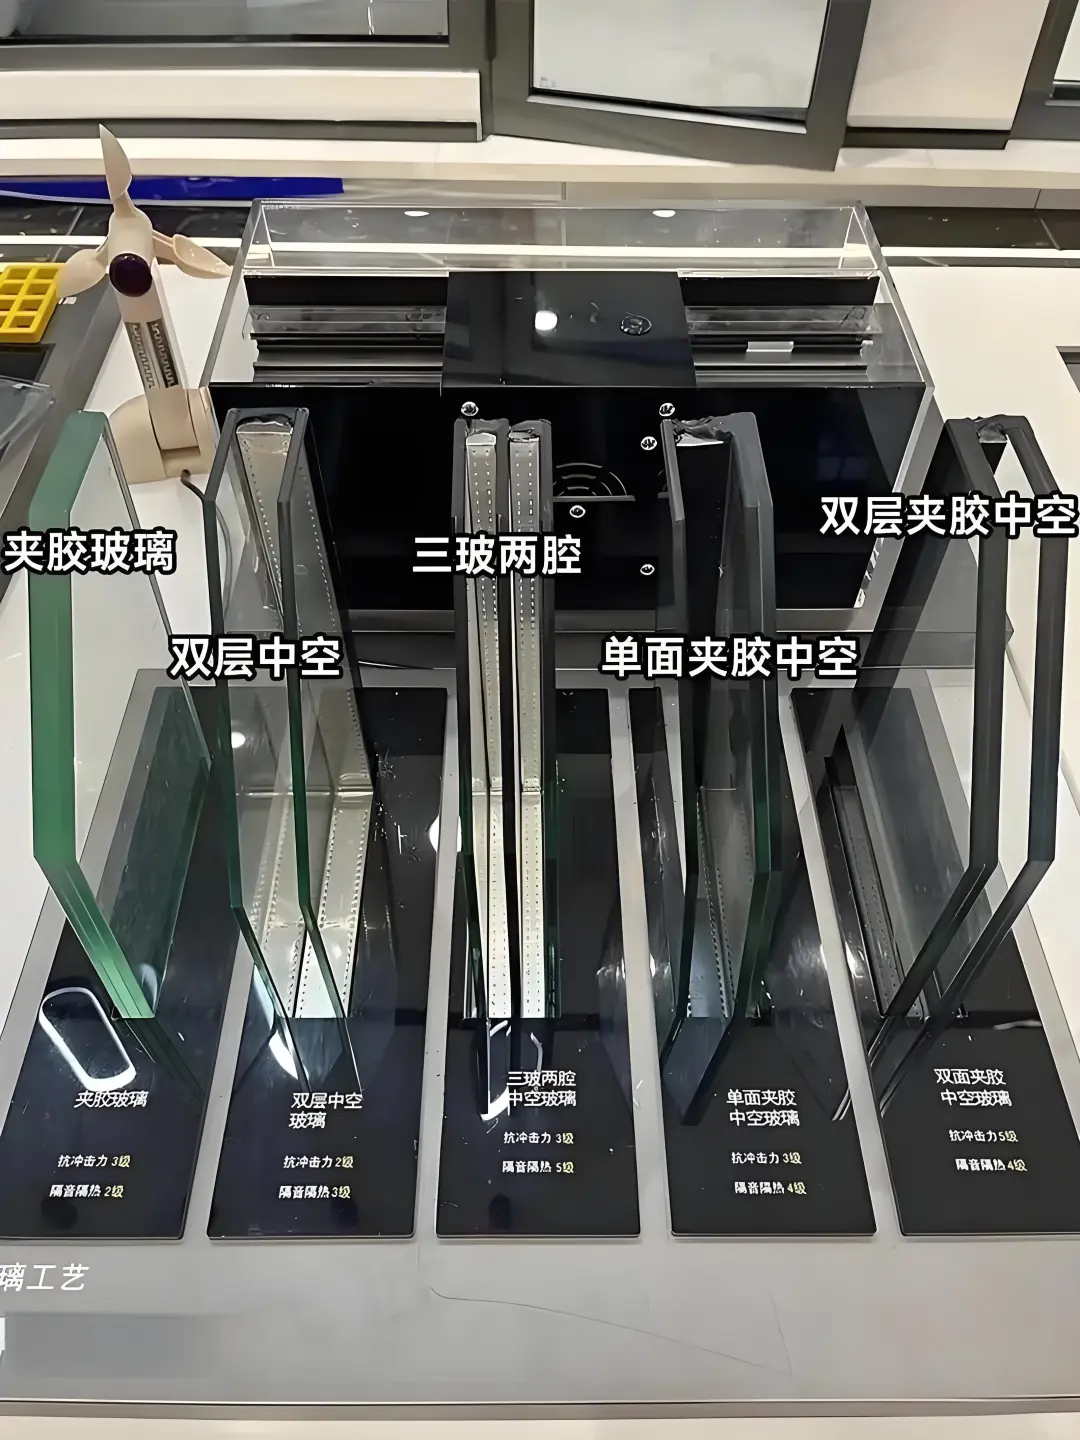 夹胶玻璃
双层中空
三玻两腔
单面夹胶中空
双层夹胶中空
夹胶玻璃
抗冲击力 3级
隔音隔热 2级
双层中空
玻璃
抗冲击力 2级
隔音隔热 3级
三玻两腔
中空玻璃
抗冲击力 3级
隔音隔热 5级
单面夹胶
中空玻璃
抗冲击力 3级
隔音隔热 4级
双面夹胶
中空玻璃
抗冲击力 5级
隔音隔热 4级
璃工艺